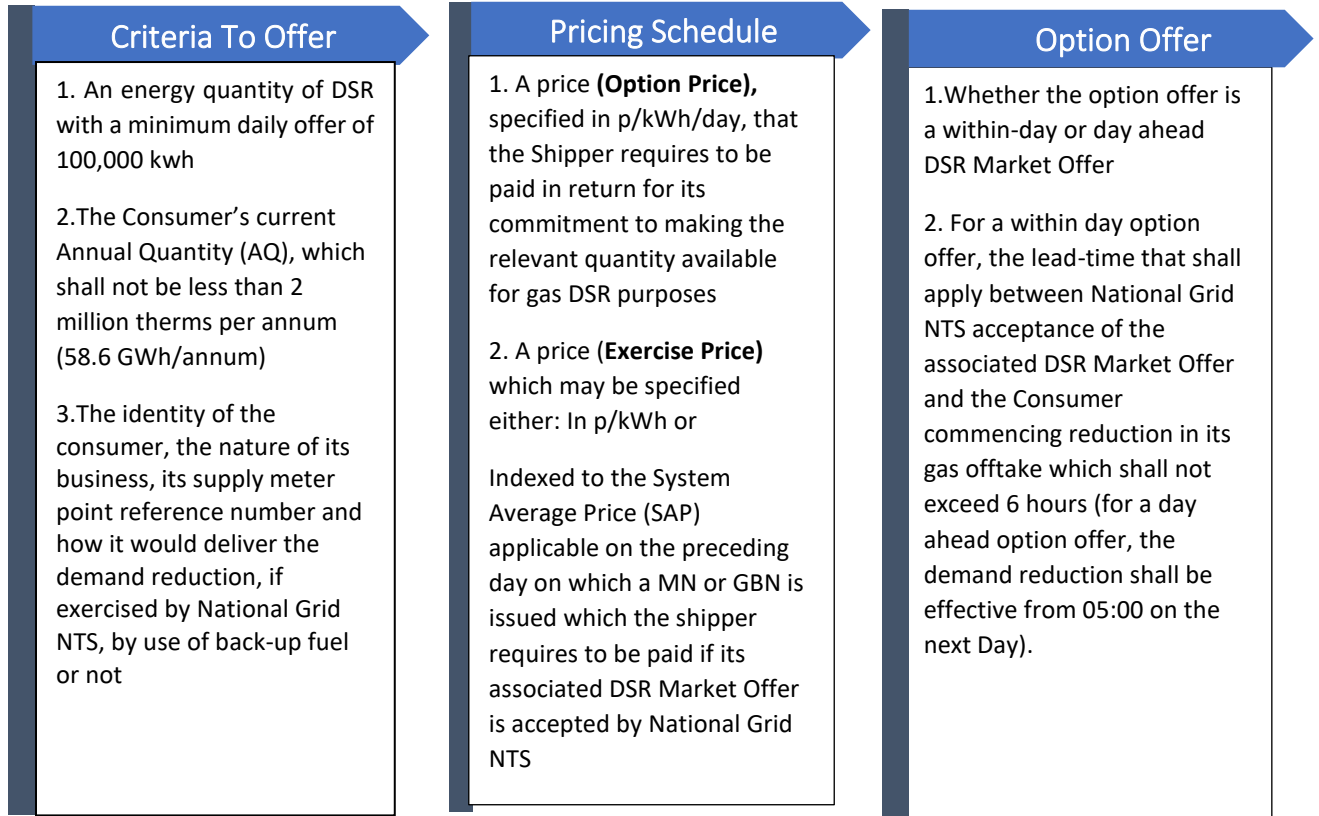 Criteria To Offer
1. An energy quantity of DSR
with a minimum daily offer of
100,000 kwh
2.The Consumer's current
Annual Quantity (AQ), which
shall not be less than 2
million therms per annum
(58.6 GWh/annum)
3.The identity of the
consumer, the nature of its
business, its supply meter
point reference number and
how it would deliver the
demand reduction, if
exercised by National Grid
NTS, by use of back-up fuel
or not
Pricing Schedule
1. A price (Option Price),
specified in p/kWh/day, that
the Shipper requires to be
paid in return for its
commitment to making the
relevant quantity available
for gas DSR purposes
2. A price (Exercise Price)
which may be specified
either: In p/kWh or
Indexed to the System
Average Price (SAP)
applicable on the preceding
day on which a MN or GBN is
issued which the shipper
requires to be paid if its
associated DSR Market Offer
is accepted by National Grid
NTS
Option Offer
1.Whether the option offer is
a within-day or day ahead
DSR Market Offer
2. For a within day option
offer, the lead-time that shall
apply between National Grid
NTS acceptance of the
associated DSR Market Offer
and the Consumer
commencing reduction in its
gas offtake which shall not
exceed 6 hours (for a day
ahead option offer, the
demand reduction shall be
effective from 05:00 on the
next Day).